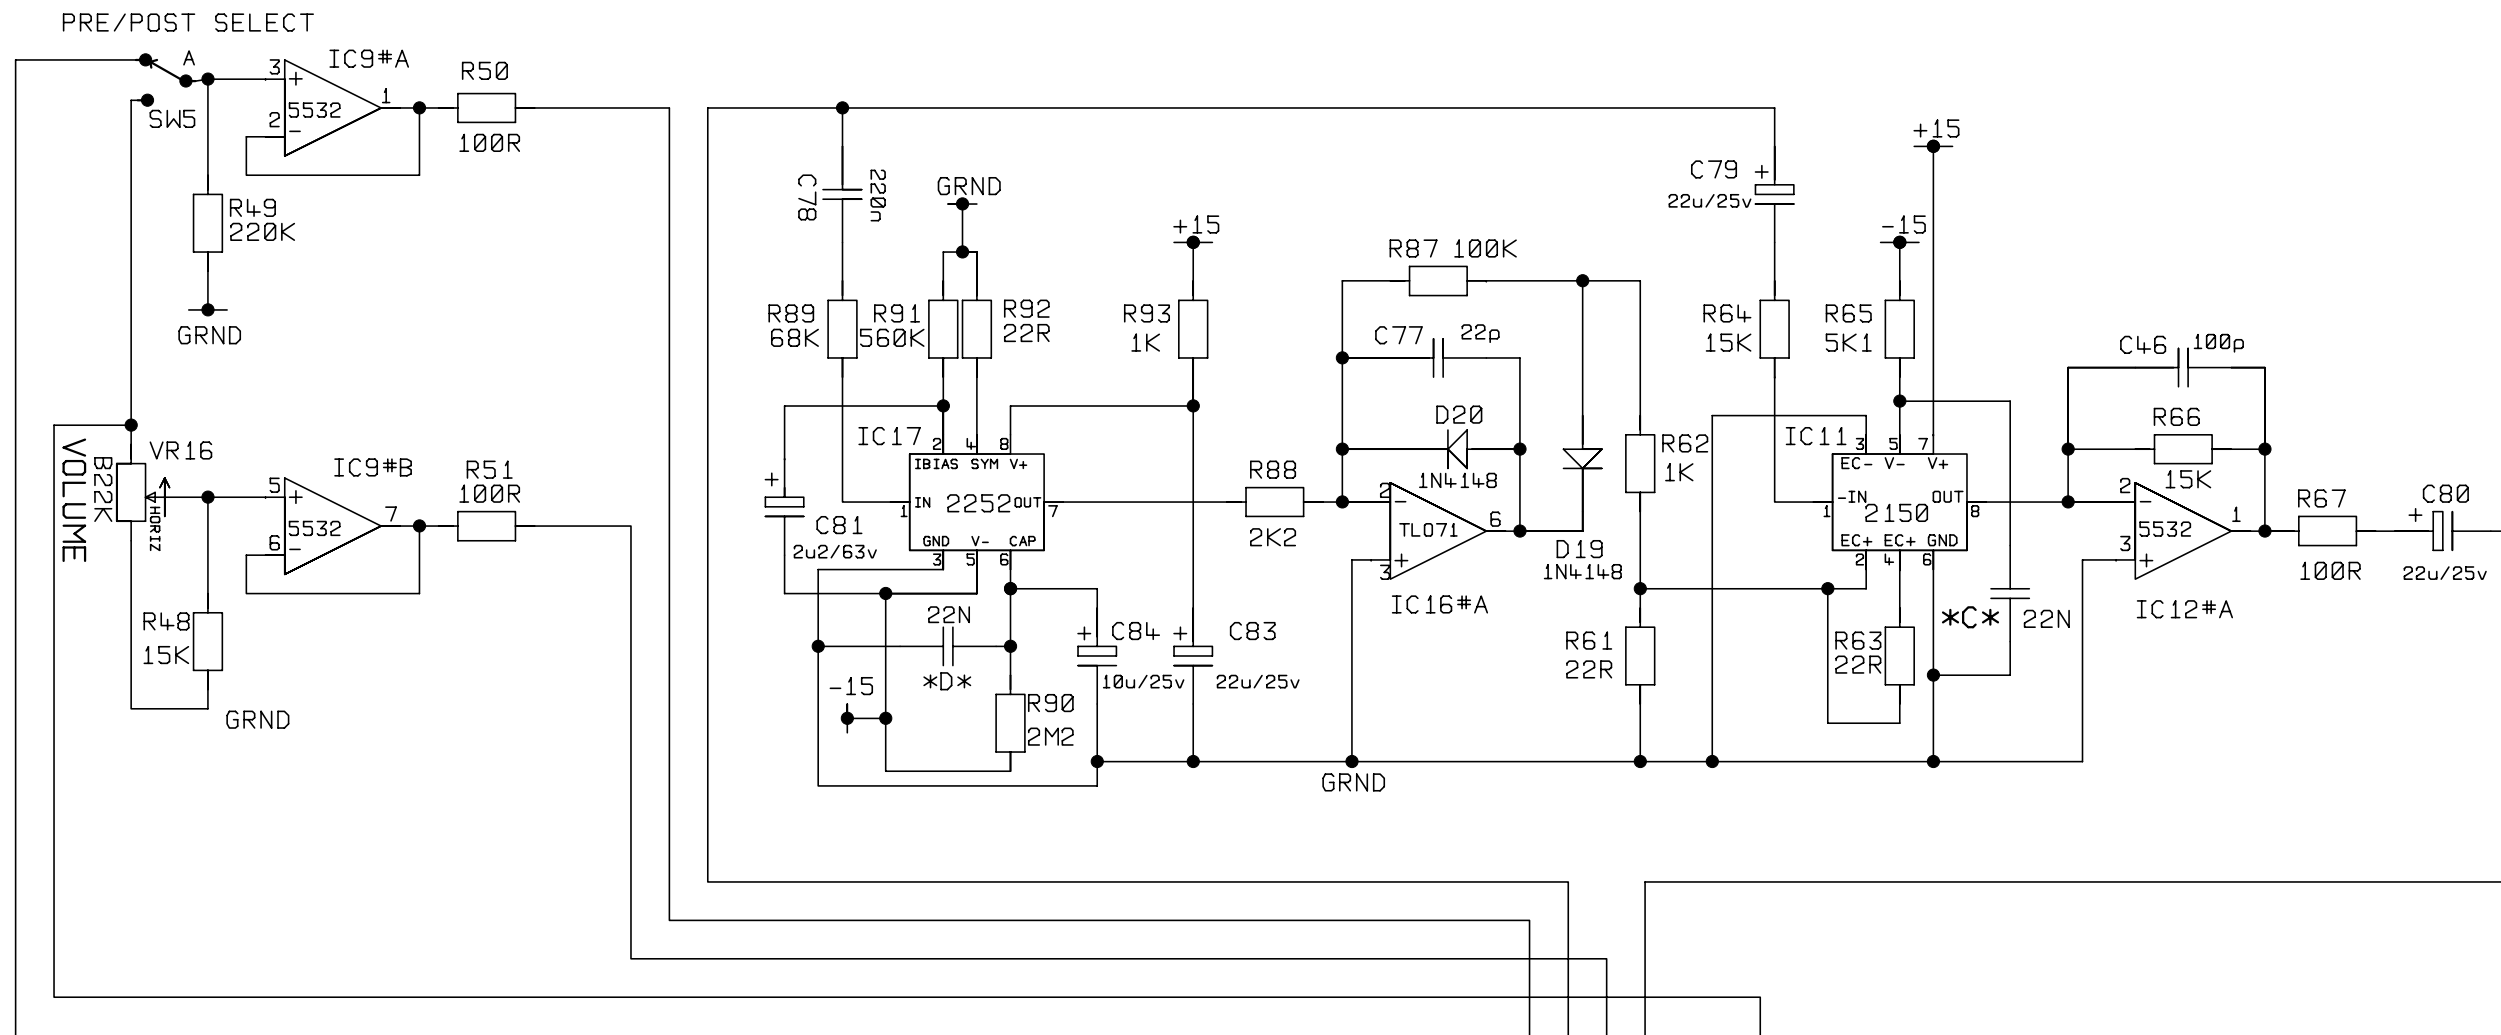 PRE/POST SELECT
A
SW5
3
+
2
-
5532
1
IC9#A
R50
100R
R49
220K
GRND
VOLUME
B22K
VR16
HORIZ
IC9#B
5
+
6
-
5532
7
R51
100R
R48
15K
GRND
C78
220n
GRND
R89
68K
R91
560K
R92
22R
+15
R93
1K
IC17
2
4
8
IBIAS SYM V+
IN 2252 OUT
1
7
GND V- CAP
3
5
6
+
C81
2u2/63v
22N
*D*
-15
R90
2M2
+
C84
10u/25v
+
C83
22u/25v
R88
2K2
R87 100K
C77
22p
D20
1N4148
2
-
TL071
+
3
6
IC16#A
GRND
D19
1N4148
R62
1K
R61
22R
C79
+
22u/25v
R64
15K
+15
-15
R65
5K1
IC11
3
5
7
EC- V- V+
-IN OUT
2150
1
8
EC+ EC+ GND
2
4
6
R63
22R
*C* 22N
C46
100p
R66
15K
2
-
5532
3
+
1
IC12#A
R67
100R
C80
+
22u/25v